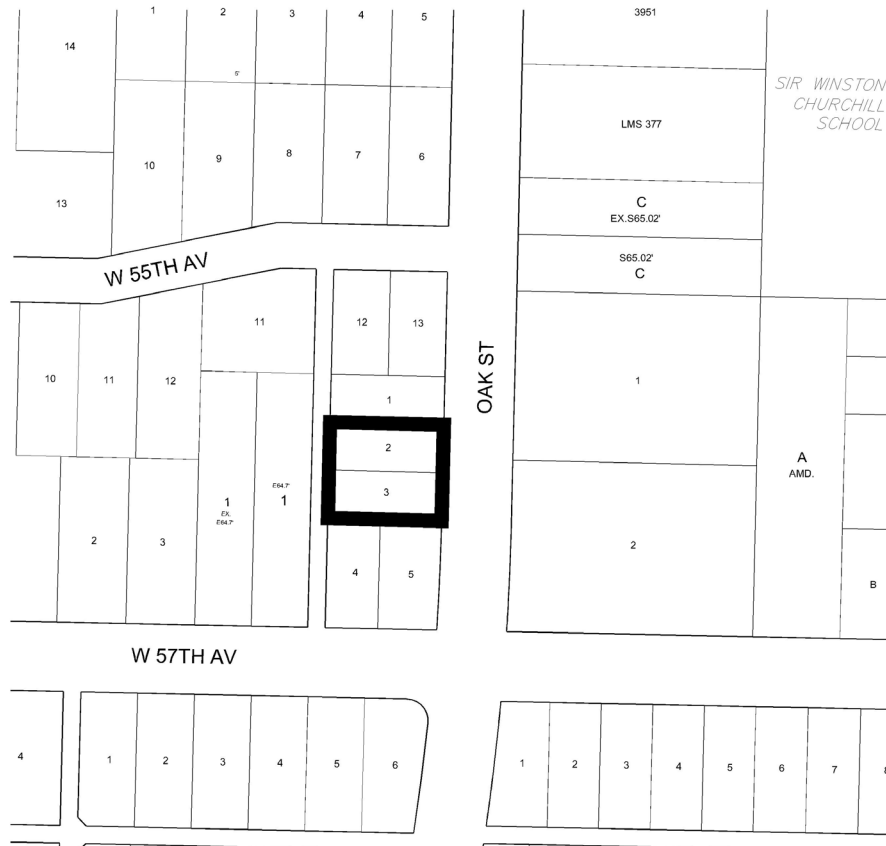 1
2
3
4
5
3951
14
5'
SIR WINSTON
CHURCHILL
SCHOOL
LMS 377
10
9
8
7
6
13
C
EX.S65.02'
W 55TH AV
S65.02'
C
11
12
13
OAK ST
10
11
12
1
1
2
A
AMD.
3
E64.7'
1
1
EX.
E64.7'
2
3
2
4
5
B
W 57TH AV
4
1
2
3
4
5
6
1
2
3
4
5
6
7